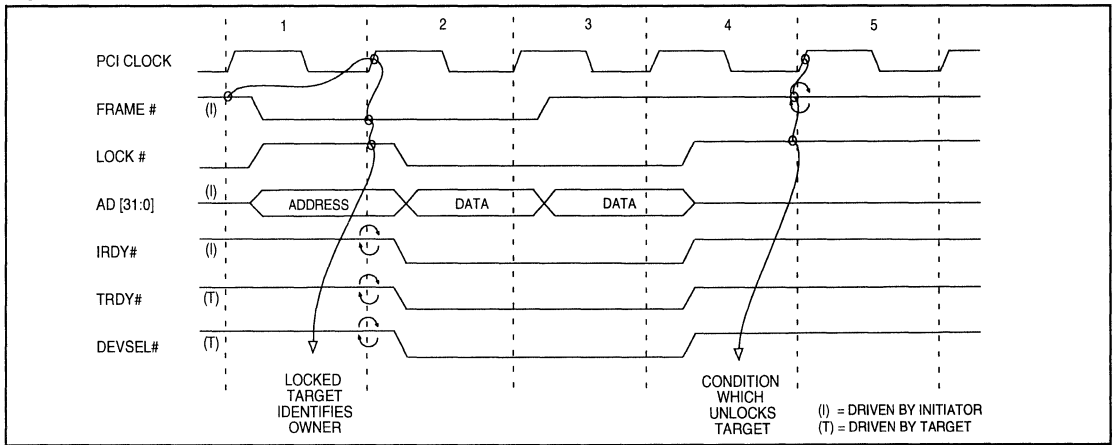 1 2 3 4 5
PCI CLOCK
FRAME # (I)
LOCK #
AD [31:0] (I) ADDRESS DATA DATA
IRDY# (I)
TRDY# (T)
DEVSEL# (T)
LOCKED
TARGET
IDENTIFIES
OWNER
CONDITION
WHICH
UNLOCKS
TARGET
(I) = DRIVEN BY INITIATOR
(T) = DRIVEN BY TARGET